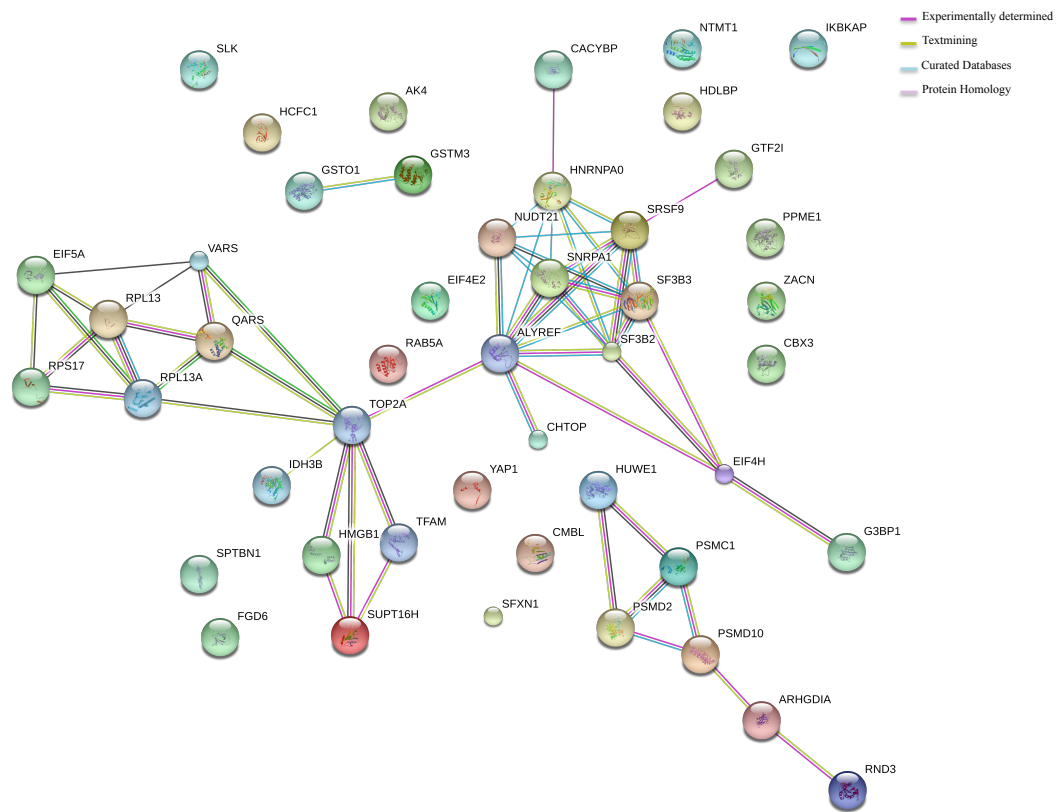 Experimentally determined
Textmining
Curated Databases
Protein Homology
SLK
CACYBP
NTMT1
IKBKAP
HCFC1
AK4
HDLBP
GSTO1
GSTM3
HNRNPA0
GTF2I
NUDT21
SRSF9
PPME1
EIF5A
VARS
SNRPA1
SF3B3
ZACN
RPL13
QARS
EIF4E2
ALYREF
SF3B2
CBX3
RPS17
RPL13A
RAB5A
TOP2A
CHTOP
IDH3B
YAP1
HUWE1
EIF4H
HMGB1
TFAM
CMBL
PSMC1
G3BP1
SPTBN1
FGD6
SUPT16H
SFXN1
PSMD2
PSMD10
ARHGDIA
RND3